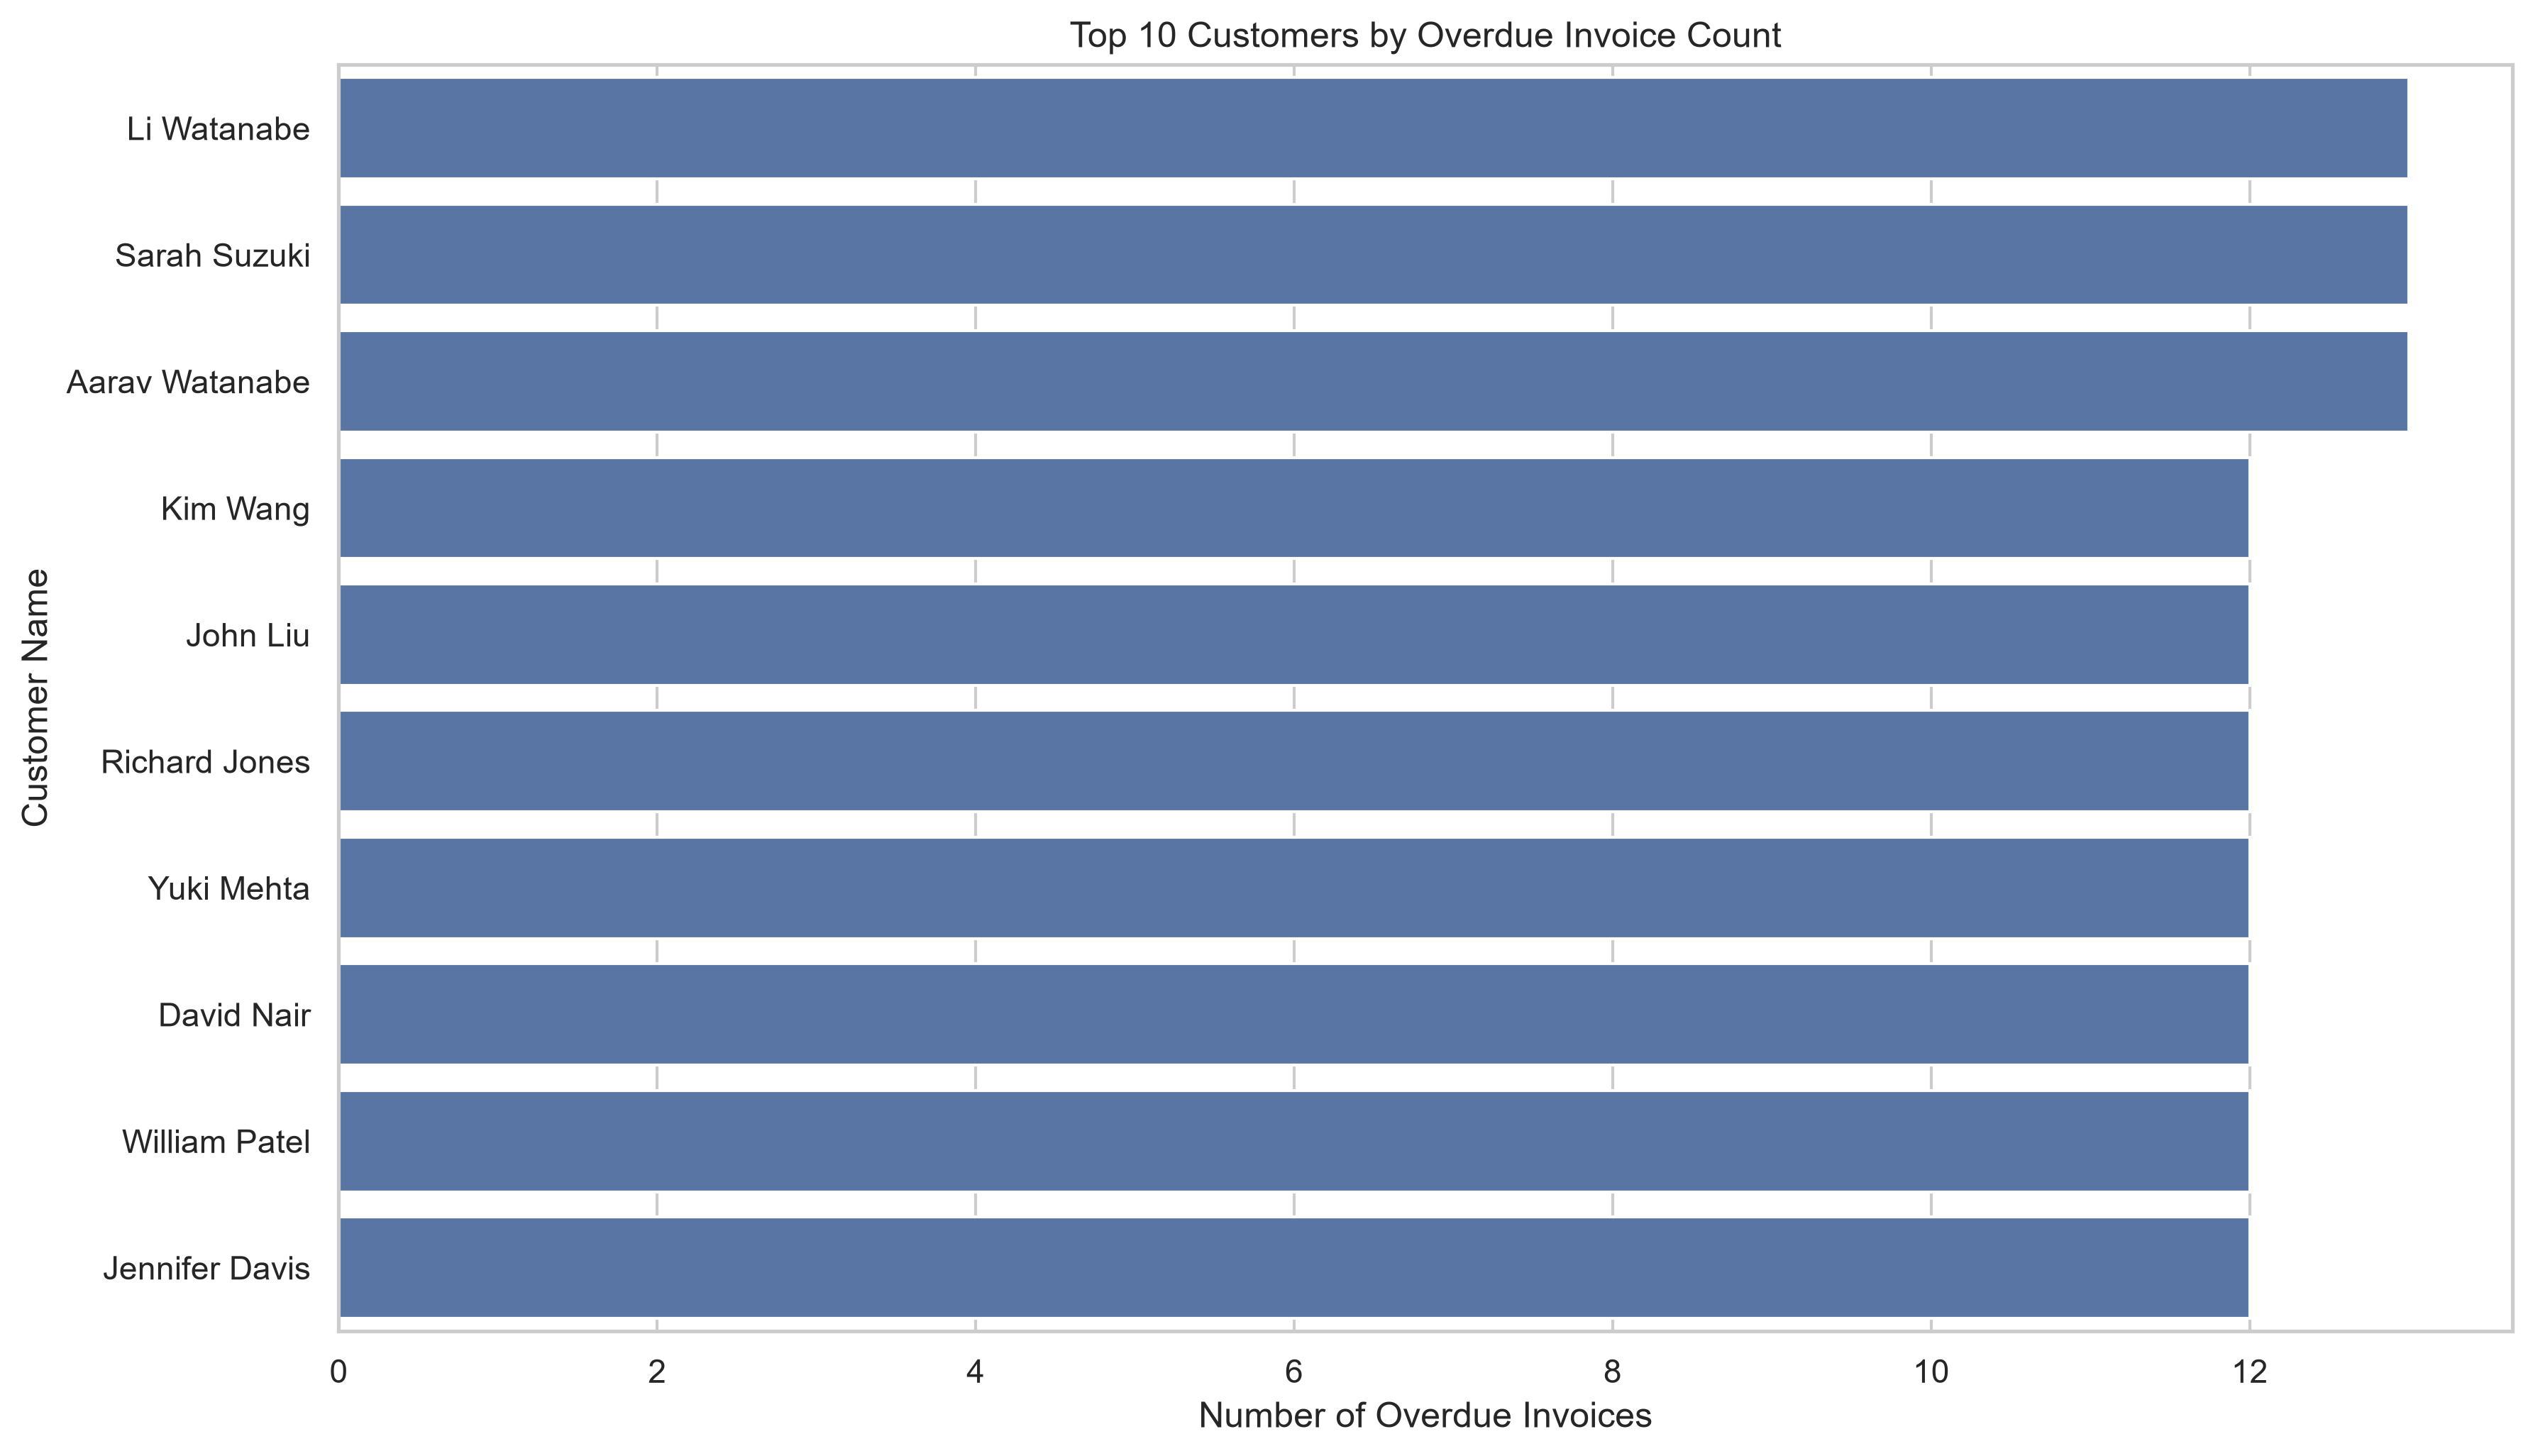 Top 10 Customers by Overdue Invoice Count
Customer Name
Li Watanabe
Sarah Suzuki
Aarav Watanabe
Kim Wang
John Liu
Richard Jones
Yuki Mehta
David Nair
William Patel
Jennifer Davis
0 2 4 6 8 10 12
Number of Overdue Invoices